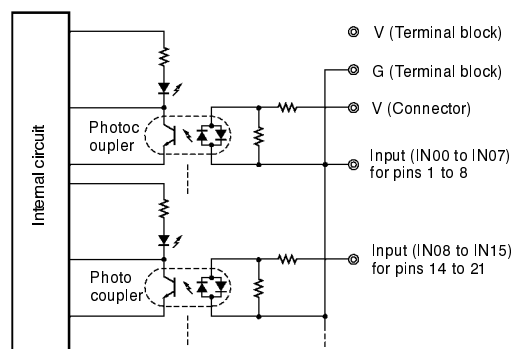 Internal circuit
V (Terminal block)
G (Terminal block)
V (Connector)
Photoc
oupler
Input (IN00 to IN07)
for pins 1 to 8
Input (IN08 to IN15)
for pins 14 to 21
Photo
coupler